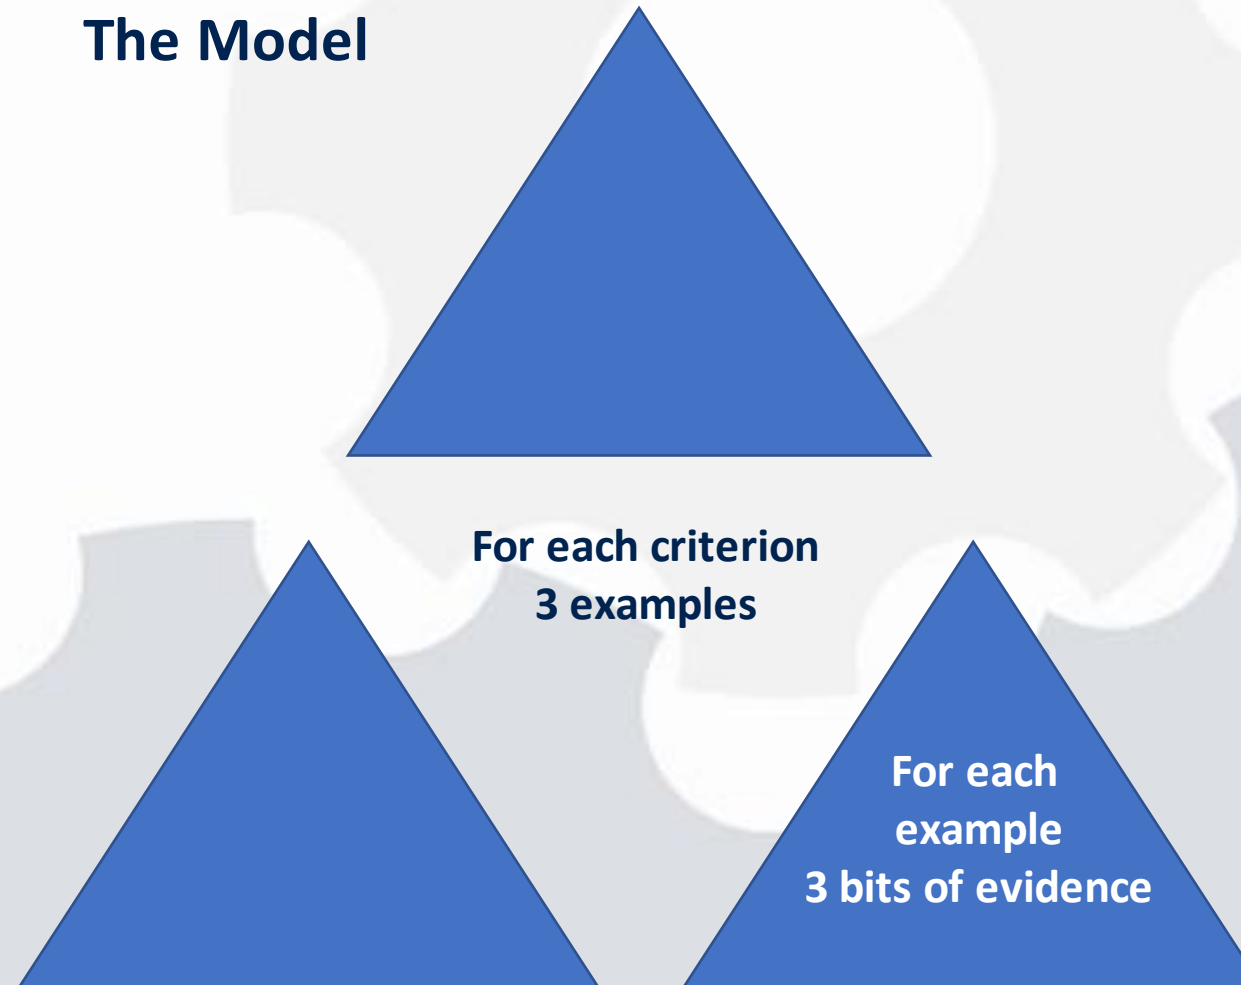 The Model
For each criterion
3 examples
For each
example
3 bits of evidence